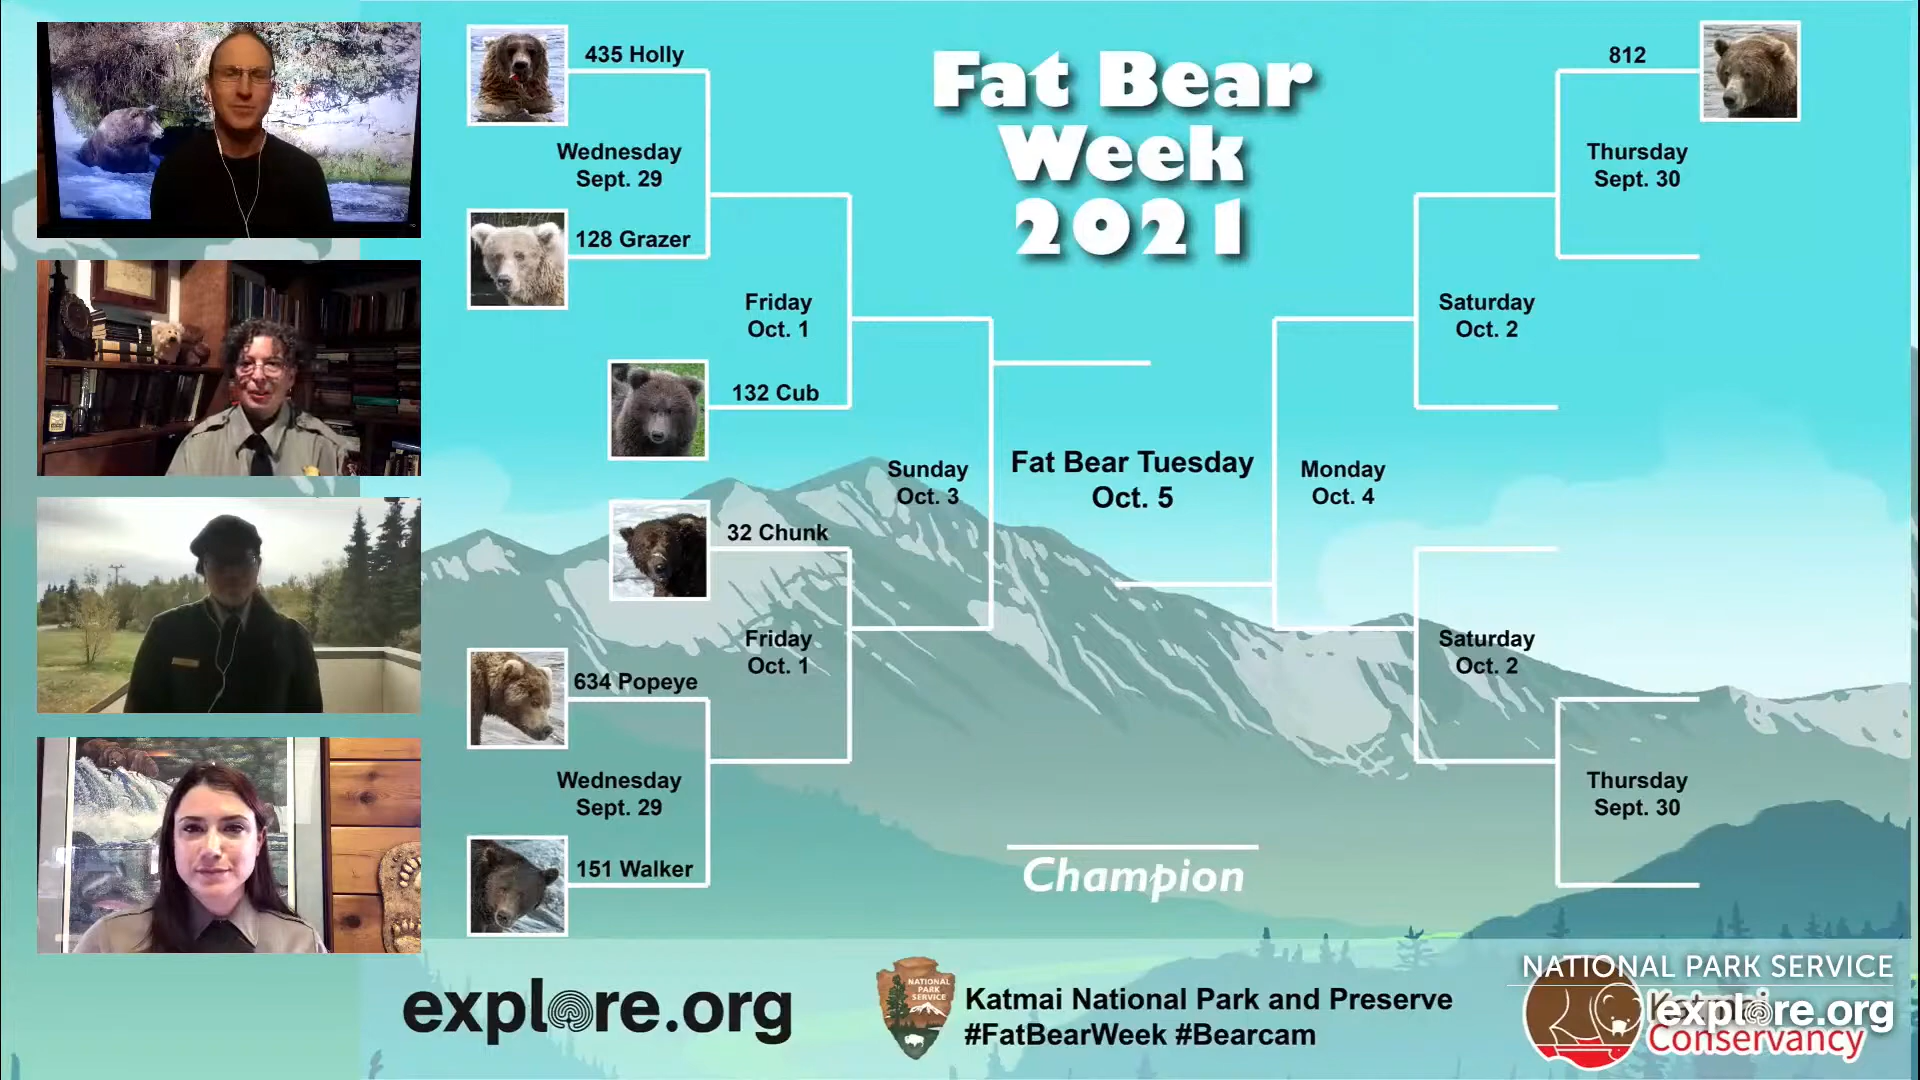 435 Holly
Wednesday
Sept. 29
128 Grazer
Friday
Oct. 1
132 Cub
32 Chunk
Sunday
Oct. 3
634 Popeye
Friday
Oct. 1
Wednesday
Sept. 29
151 Walker
Fat Bear
Week
2021
Fat Bear Tuesday
Oct. 5
Champion
812
Thursday
Sept. 30
Saturday
Oct. 2
Monday
Oct. 4
Saturday
Oct. 2
Thursday
Sept. 30
explore.org
NATIONAL
PARK
SERVICE
Katmai National Park and Preserve
#FatBearWeek #Bearcam
NATIONAL PARK SERVICE
explore.org
Conservancy